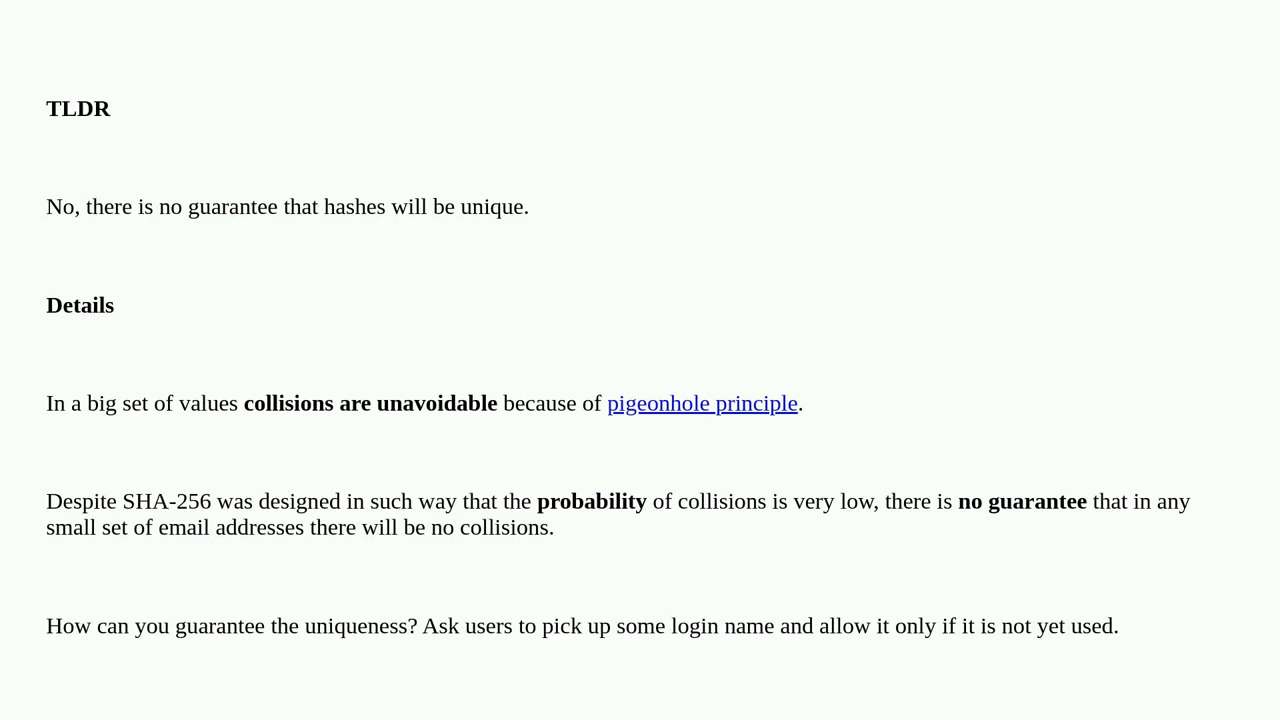 TLDR
No, there is no guarantee that hashes will be unique.
Details
In a big set of values collisions are unavoidable because of pigeonhole principle.
Despite SHA-256 was designed in such way that the probability of collisions is very low, there is no guarantee that in any
small set of email addresses there will be no collisions.
How can you guarantee the uniqueness? Ask users to pick up some login name and allow it only if it is not yet used.